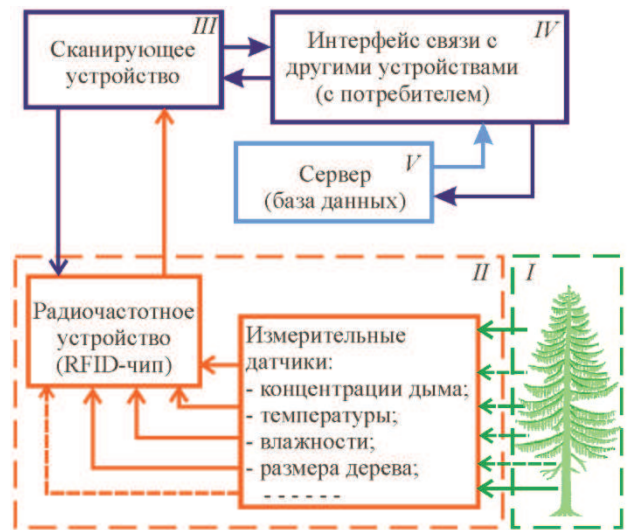 III
Сканирующее
устройство
IV
Интерфейс связи с
другими устройствами
(с потребителем)
V
Сервер
(база данных)
II
I
Радиочастотное
устройство
(RFID-чип)
Измерительные
датчики:
- концентрации дыма;
- температуры;
- влажности;
- размера дерева;
- - - - - -